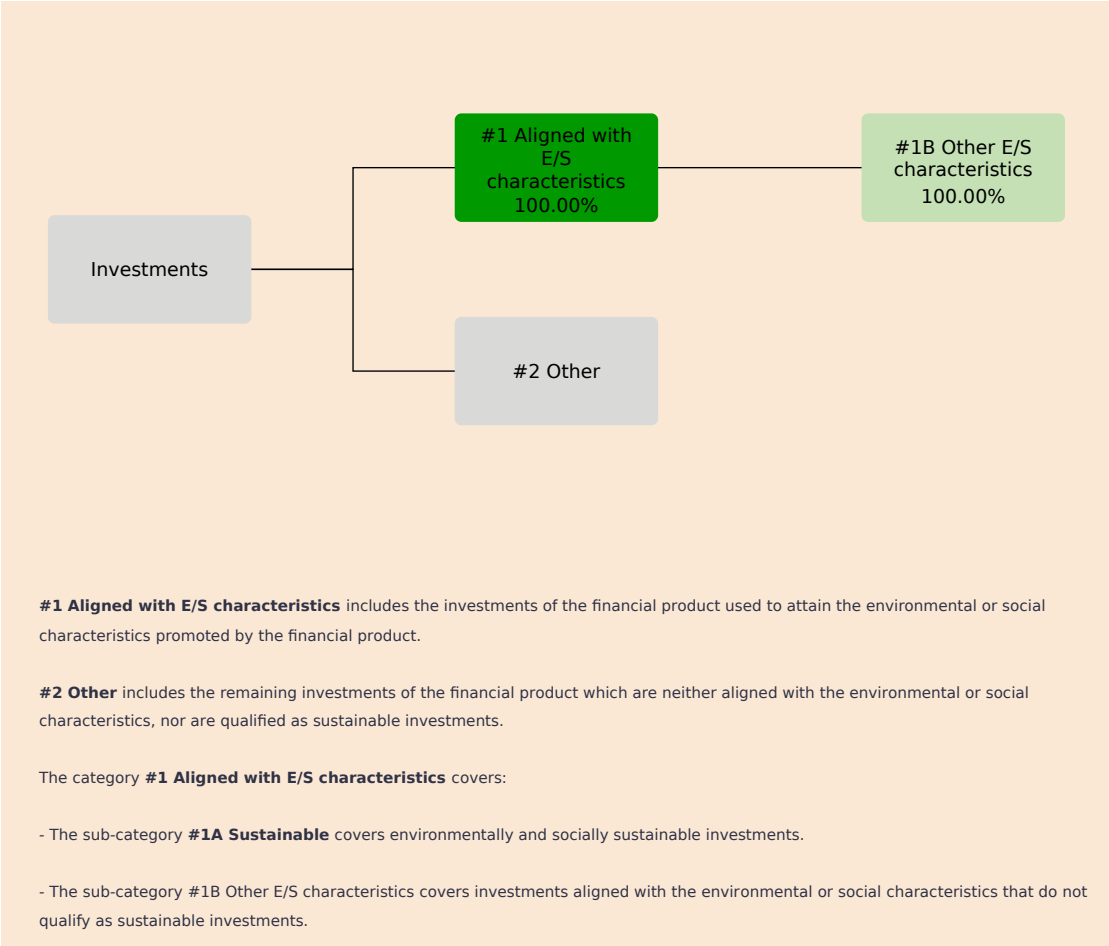 #1 Aligned with
E/S
characteristics
100.00%
#1B Other E/S
characteristics
100.00%
Investments
#2 Other
#1 Aligned with E/S characteristics includes the investments of the financial product used to attain the environmental or social
characteristics promoted by the financial product.
#2 Other includes the remaining investments of the financial product which are neither aligned with the environmental or social
characteristics, nor are qualified as sustainable investments.
The category #1 Aligned with E/S characteristics covers:
- The sub-category #1A Sustainable covers environmentally and socially sustainable investments.
- The sub-category #1B Other E/S characteristics covers investments aligned with the environmental or social characteristics that do not
qualify as sustainable investments.